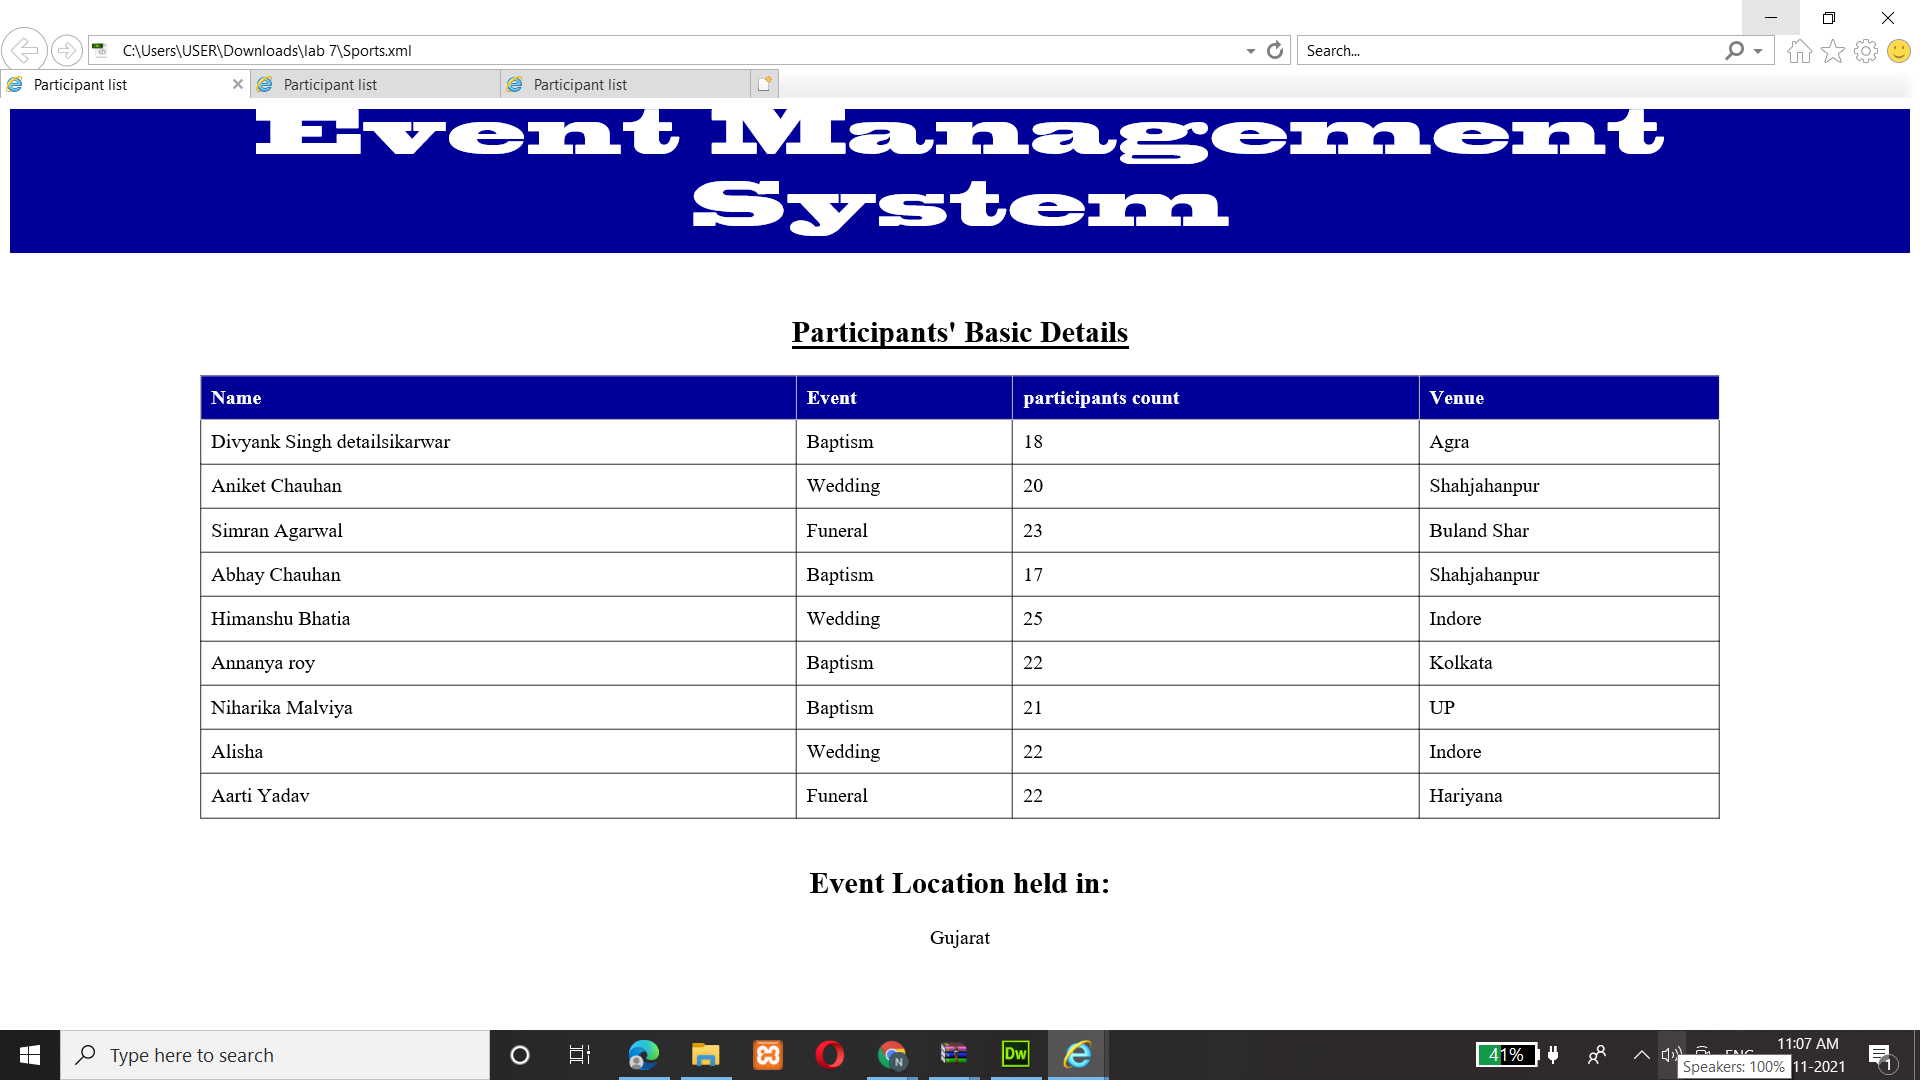 C:\Users\USER\Downloads\lab 7\Sports.xml
Search...
Participant list
Participant list
Participant list
Event Management
System
Participants' Basic Details
Name Event participants count Venue
Divyank Singh detailsikarwar Baptism 18 Agra
Aniket Chauhan Wedding 20 Shahjahanpur
Simran Agarwal Funeral 23 Buland Shar
Abhay Chauhan Baptism 17 Shahjahanpur
Himanshu Bhatia Wedding 25 Indore
Annanya roy Baptism 22 Kolkata
Niharika Malviya Baptism 21 UP
Alisha Wedding 22 Indore
Aarti Yadav Funeral 22 Hariyana
Event Location held in:
Gujarat
Type here to search
N
Dw
41%
ENG
11:07 AM
11-2021
1
Speakers: 100%